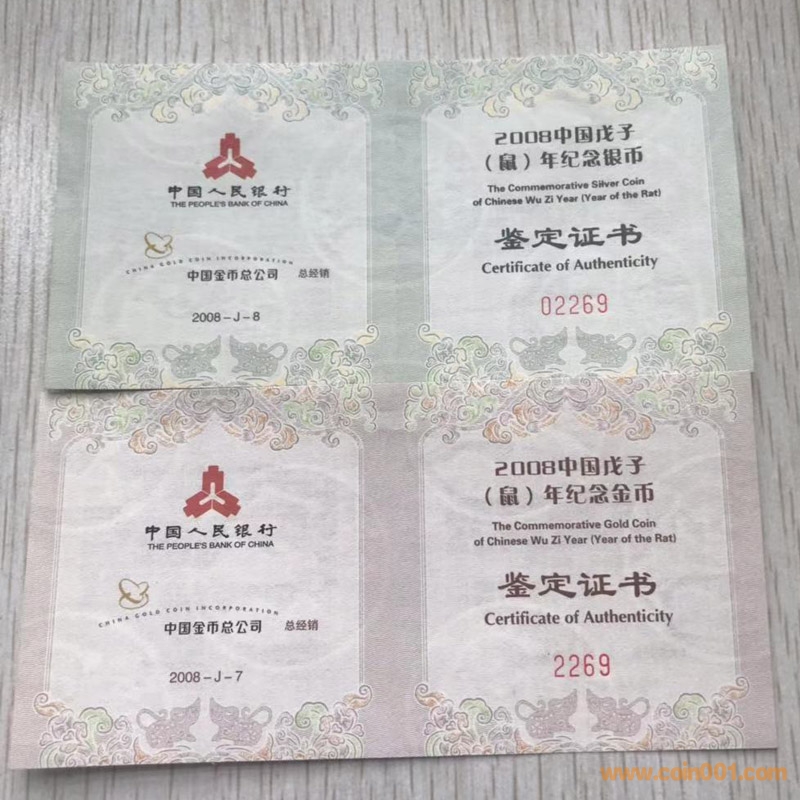 中国人民银行
THE PEOPLE'S BANK OF CHINA
CHINA GOLD COIN INCORPORATION
中国金币总公司 总经销
2008-J-8
2008中国戊子
（鼠）年纪念银币
The Commemorative Silver Coin
of Chinese Wu Zi Year (Year of the Rat)
鉴定证书
Certificate of Authenticity
02269
中国人民银行
THE PEOPLE'S BANK OF CHINA
CHINA GOLD COIN INCORPORATION
中国金币总公司 总经销
2008-J-7
2008中国戊子
（鼠）年纪念金币
The Commemorative Gold Coin
of Chinese Wu Zi Year (Year of the Rat)
鉴定证书
Certificate of Authenticity
2269
www.coin001.com